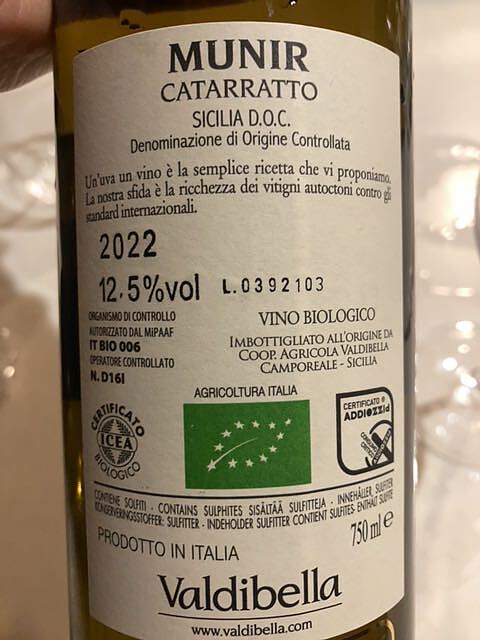 MUNIR
CATARRATTO
SICILIA D.O.C.
Denominazione di Origine Controllata
Un'uva un vino è la semplice ricetta che vi proponiamo.
La nostra sfida è la ricchezza dei vitigni autoctoni contro gli
standard internazionali.
2022
12,5%vol L.0392103
ORGANISMO DI CONTROLLO
AUTORIZZATO DAL MiPAAF
IT BIO 006
OPERATORE CONTROLLATO
N. D16I
VINO BIOLOGICO
IMBOTTIGLIATO ALL'ORIGINE DA
COOP. AGRICOLA VALDIBELLA
CAMPOREALE - SICILIA
AGRICOLTURA ITALIA
CERTIFICATO
ICEA
BIOLOGICO
CERTIFICATO ®
ADDIOZZID
CONTIENE SOLFITI - CONTAINS SULPHITES SISÄLTÄÄ SULFIITTEJA - INNEHÅLLER SULFITER
KONSERVERINGSSTOFFER: SULFITTER - INDEHOLDER SULFITTER CONTIENT SULFITES- ENTHALT SULFITE
750 ml e
PRODOTTO IN ITALIA
Valdibella
www.valdibella.com